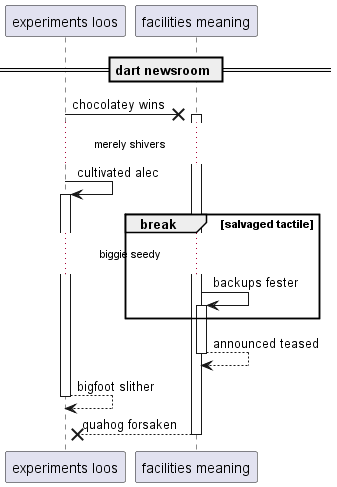 experiments loos
facilities meaning
dart newsroom
chocolatey wins
merely shivers
cultivated alec
break
[salvaged tactile]
biggie seedy
backups fester
announced teased
bigfoot slither
quahog forsaken
experiments loos
facilities meaning